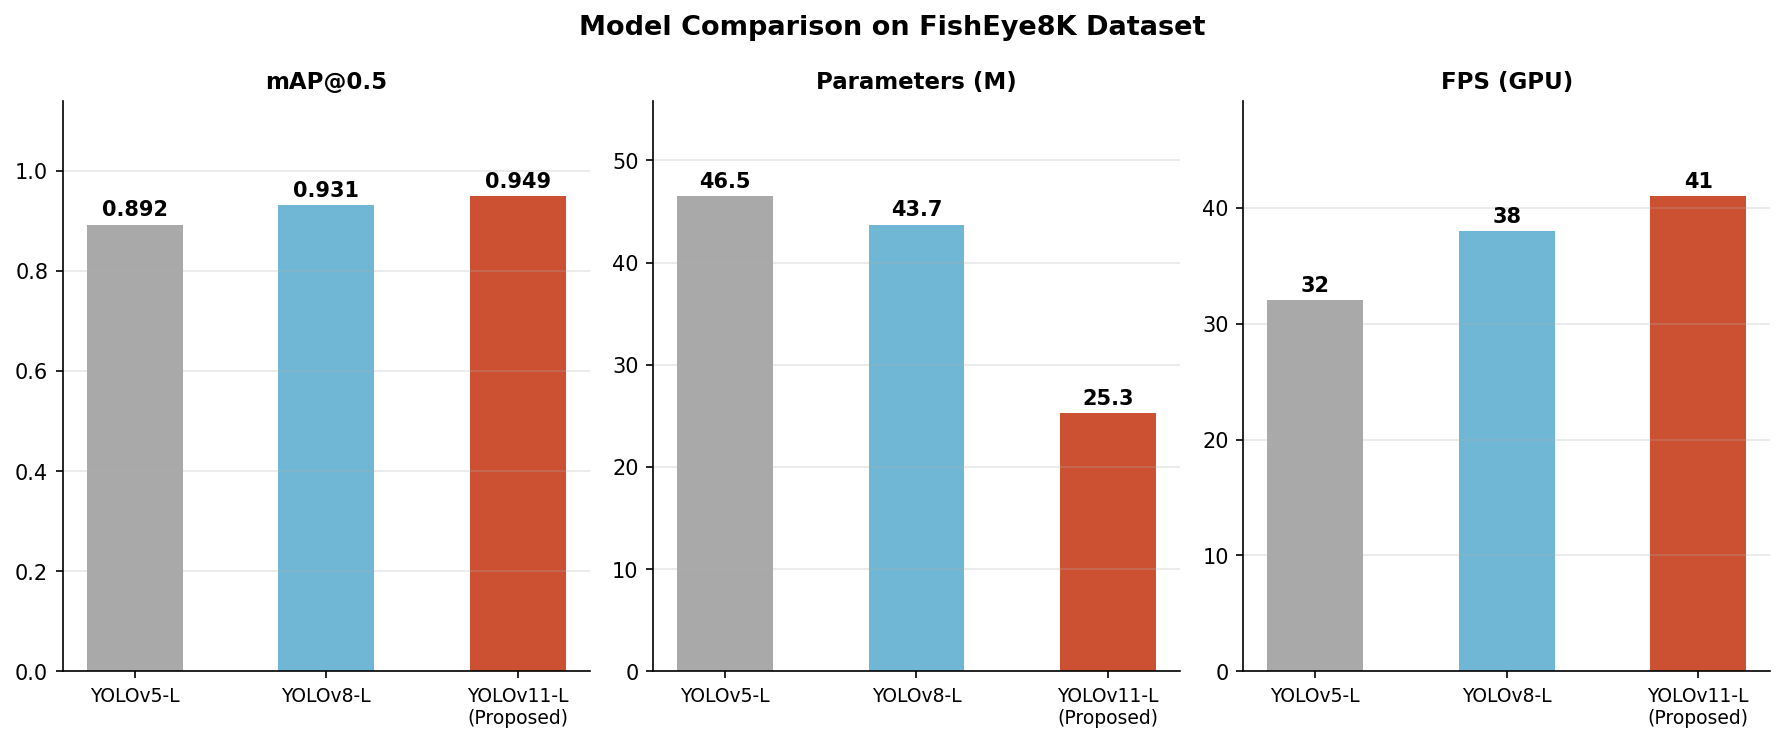 Model Comparison on FishEye8K Dataset
mAP@0.5
1.0
0.8
0.6
0.4
0.2
0.0
0.892
0.931
0.949
YOLOv5-L
YOLOv8-L
YOLOv11-L
(Proposed)
Parameters (M)
50
40
30
20
10
0
46.5
43.7
25.3
YOLOv5-L
YOLOv8-L
YOLOv11-L
(Proposed)
FPS (GPU)
40
30
20
10
0
32
38
41
YOLOv5-L
YOLOv8-L
YOLOv11-L
(Proposed)